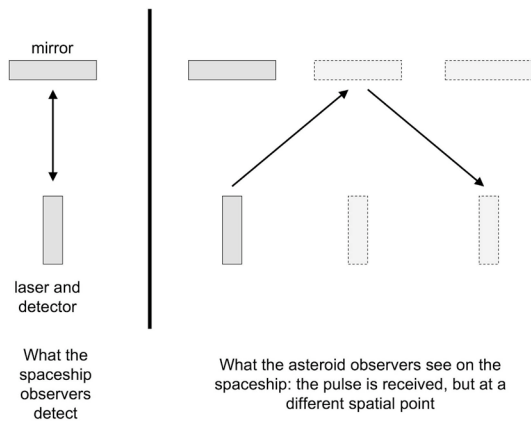 mirror
laser and
detector
What the
spaceship
observers
detect
What the asteroid observers see on the
spaceship: the pulse is received, but at a
different spatial point